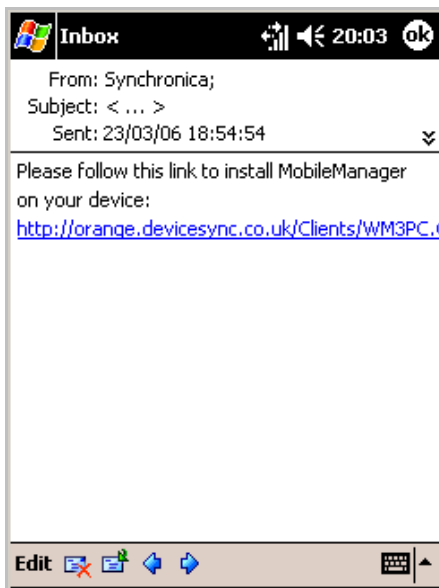 Inbox 20:03 ok
From: Synchronica;
Subject: < ... >
Sent: 23/03/06 18:54:54
Please follow this link to install MobileManager
on your device:
http://orange.devicesync.co.uk/Clients/WM3PC.
Edit